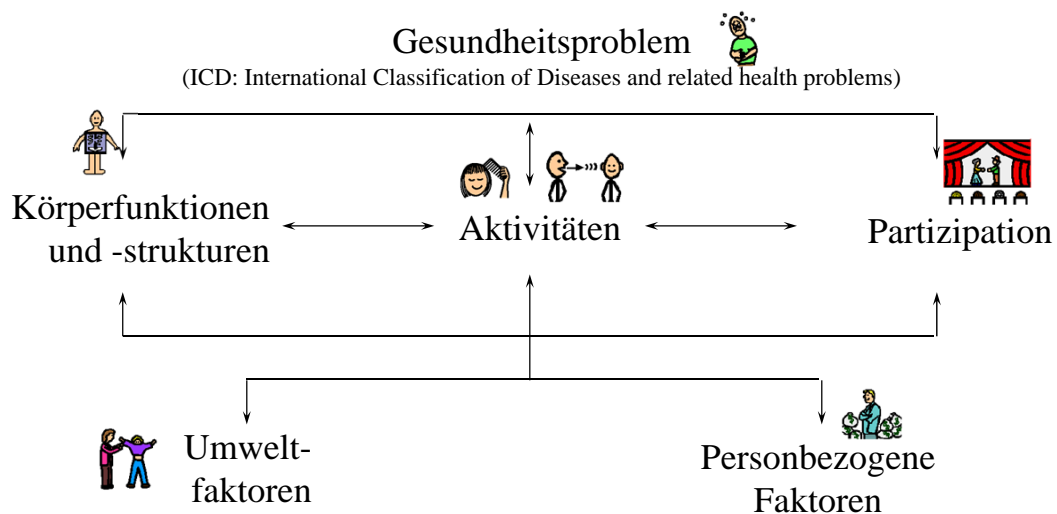 Gesundheitsproblem
(ICD: International Classification of Diseases and related health problems)
Körperfunktionen
und -strukturen
Aktivitäten
Partizipation
Umwelt-
faktoren
Personbezogene
Faktoren